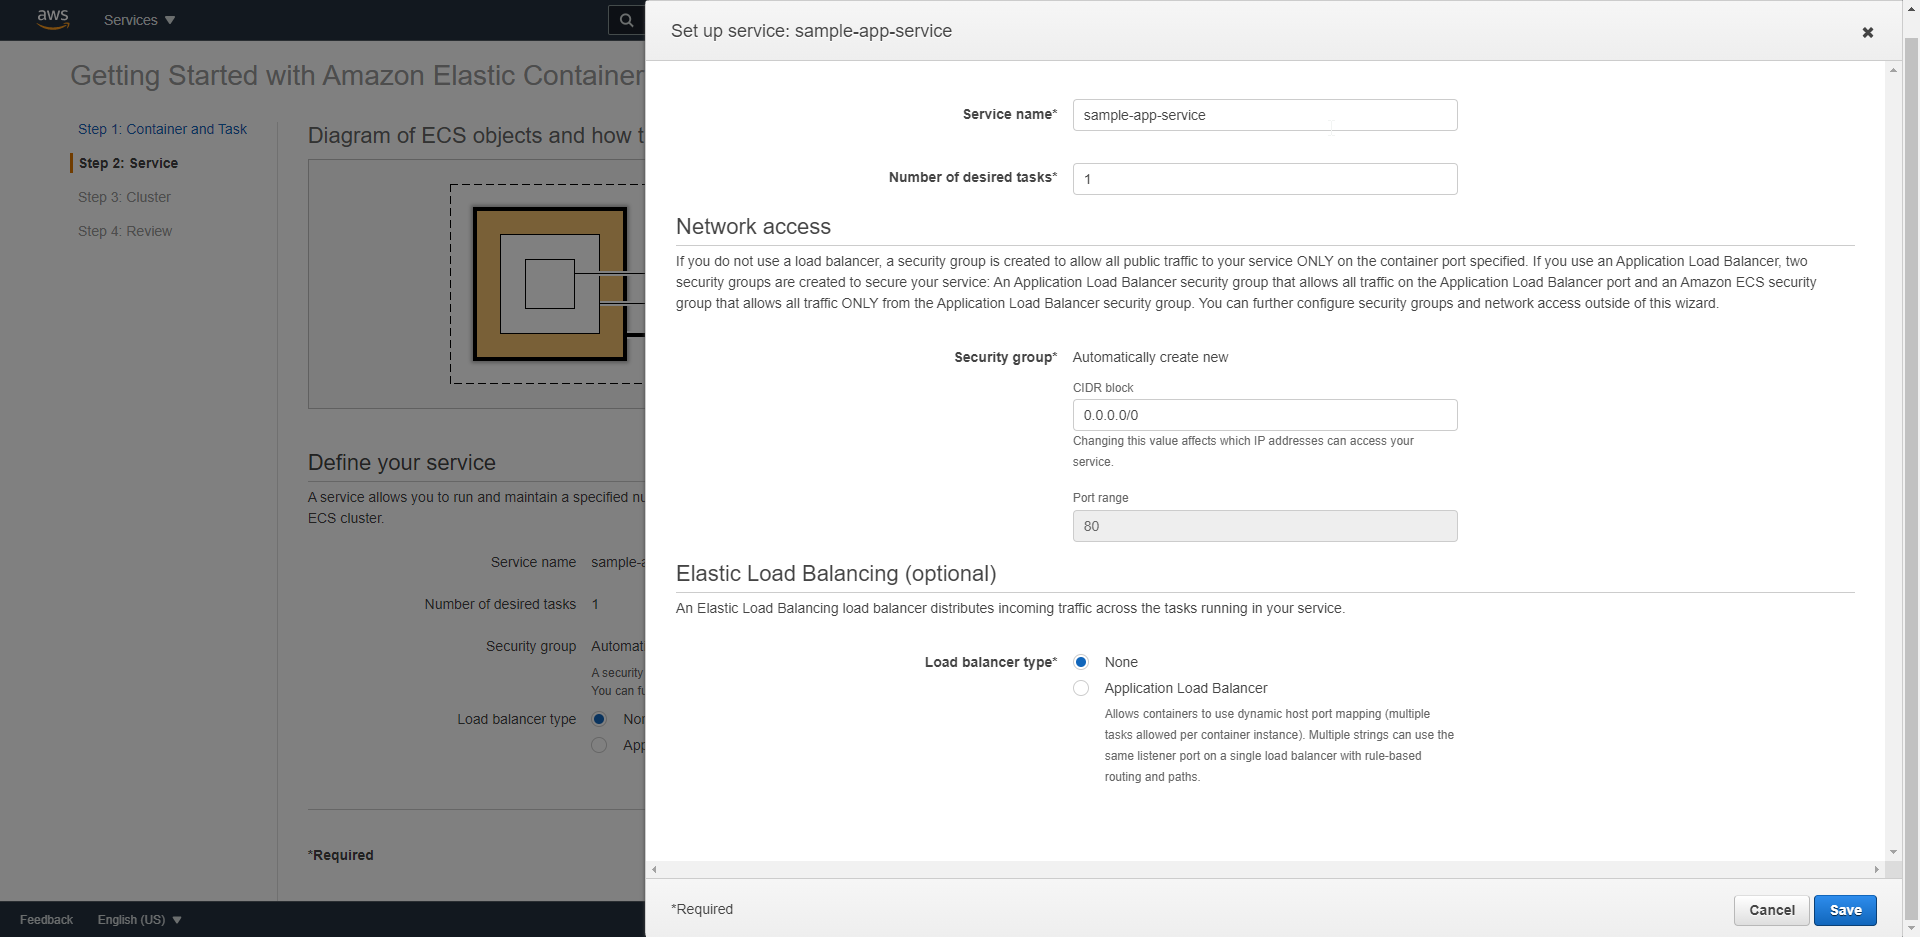 aws
Services
Getting Started with Amazon Elastic Container
Step 1: Container and Task
Step 2: Service
Step 3: Cluster
Step 4: Review
Diagram of ECS objects and how t
Define your service
A service allows you to run and maintain a specified nu
ECS cluster.
Service name sample-a
Number of desired tasks 1
Security group Automati
A security
You can fu
Load balancer type Non
App
*Required
Feedback English (US)
Set up service: sample-app-service
Service name* sample-app-service
Number of desired tasks* 1
Network access
If you do not use a load balancer, a security group is created to allow all public traffic to your service ONLY on the container port specified. If you use an Application Load Balancer, two
security groups are created to secure your service: An Application Load Balancer security group that allows all traffic on the Application Load Balancer port and an Amazon ECS security
group that allows all traffic ONLY from the Application Load Balancer security group. You can further configure security groups and network access outside of this wizard.
Security group* Automatically create new
CIDR block
0.0.0.0/0
Changing this value affects which IP addresses can access your
service.
Port range
80
Elastic Load Balancing (optional)
An Elastic Load Balancing load balancer distributes incoming traffic across the tasks running in your service.
Load balancer type* None
Application Load Balancer
Allows containers to use dynamic host port mapping (multiple
tasks allowed per container instance). Multiple strings can use the
same listener port on a single load balancer with rule-based
routing and paths.
*Required
Cancel Save